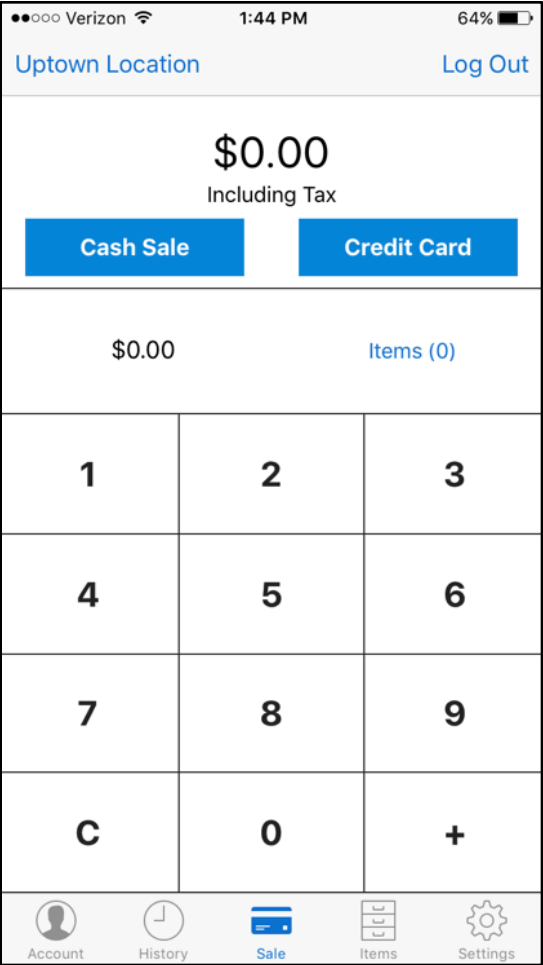 Verizon 1:44 PM 64%
Uptown Location Log Out
$0.00
Including Tax
Cash Sale Credit Card
$0.00 Items (0)
1 2 3
4 5 6
7 8 9
C 0 +
Account History Sale Items Settings